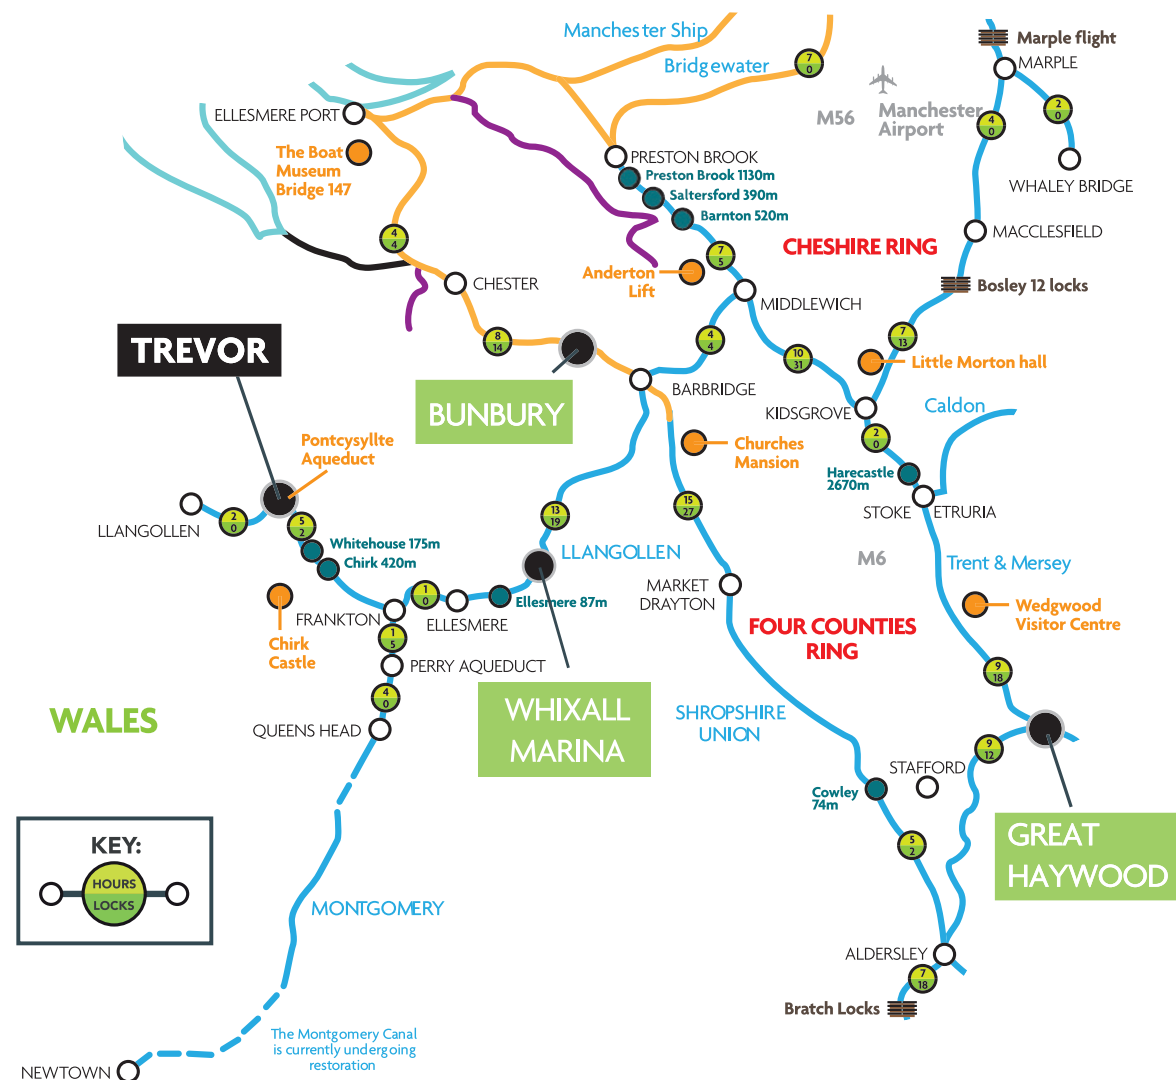 Manchester Ship
Bridgewater
7
0
Marple flight
MARPLE
M56
Manchester
Airport
4
0
2
0
ELLESMERE PORT
The Boat
Museum
Bridge 147
PRESTON BROOK
Preston Brook 1130m
Saltersford 390m
Barnton 520m
WHALEY BRIDGE
4
4
CHESHIRE RING
MACCLESFIELD
7
5
Anderton
Lift
CHESTER
MIDDLEWICH
Bosley 12 locks
TREVOR
8
14
4
4
10
31
7
13
Little Morton hall
BUNBURY
BARBRIDGE
KIDSGROVE
Caldon
Pontcysyllte
Aqueduct
Churches
Mansion
2
0
Harecastle
2670m
LLANGOLLEN
2
0
5
2
13
19
15
27
STOKE
ETRURIA
Whitehouse 175m
Chirk 420m
LLANGOLLEN
M6
Trent & Mersey
MARKET
DRAYTON
1
0
Ellesmere 87m
FRANKTON
ELLESMERE
Chirk
Castle
1
5
FOUR COUNTIES
RING
Wedgwood
Visitor Centre
PERRY AQUEDUCT
9
18
WALES
4
0
QUEENS HEAD
WHIXALL
MARINA
SHROPSHIRE
UNION
9
12
STAFFORD
Cowley
74m
KEY:
HOURS
LOCKS
5
2
GREAT
HAYWOOD
MONTGOMERY
ALDERSLEY
7
18
Bratch Locks
The Montgomery Canal
is currently undergoing
restoration
NEWTOWN